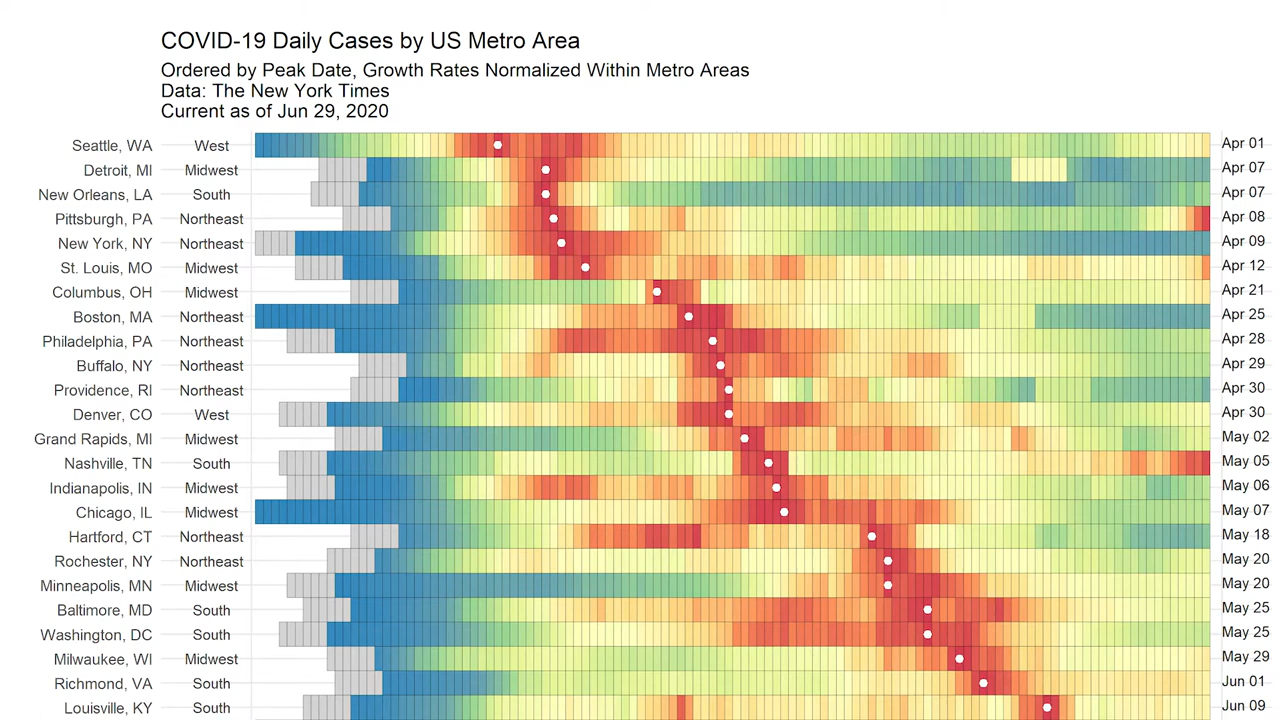 COVID-19 Daily Cases by US Metro Area
Ordered by Peak Date, Growth Rates Normalized Within Metro Areas
Data: The New York Times
Current as of Jun 29, 2020
Seattle, WA West Apr 01
Detroit, MI Midwest Apr 07
New Orleans, LA South Apr 07
Pittsburgh, PA Northeast Apr 08
New York, NY Northeast Apr 09
St. Louis, MO Midwest Apr 12
Columbus, OH Midwest Apr 21
Boston, MA Northeast Apr 25
Philadelphia, PA Northeast Apr 28
Buffalo, NY Northeast Apr 29
Providence, RI Northeast Apr 30
Denver, CO West Apr 30
Grand Rapids, MI Midwest May 02
Nashville, TN South May 05
Indianapolis, IN Midwest May 06
Chicago, IL Midwest May 07
Hartford, CT Northeast May 18
Rochester, NY Northeast May 20
Minneapolis, MN Midwest May 20
Baltimore, MD South May 25
Washington, DC South May 25
Milwaukee, WI Midwest May 29
Richmond, VA South Jun 01
Louisville, KY South Jun 09